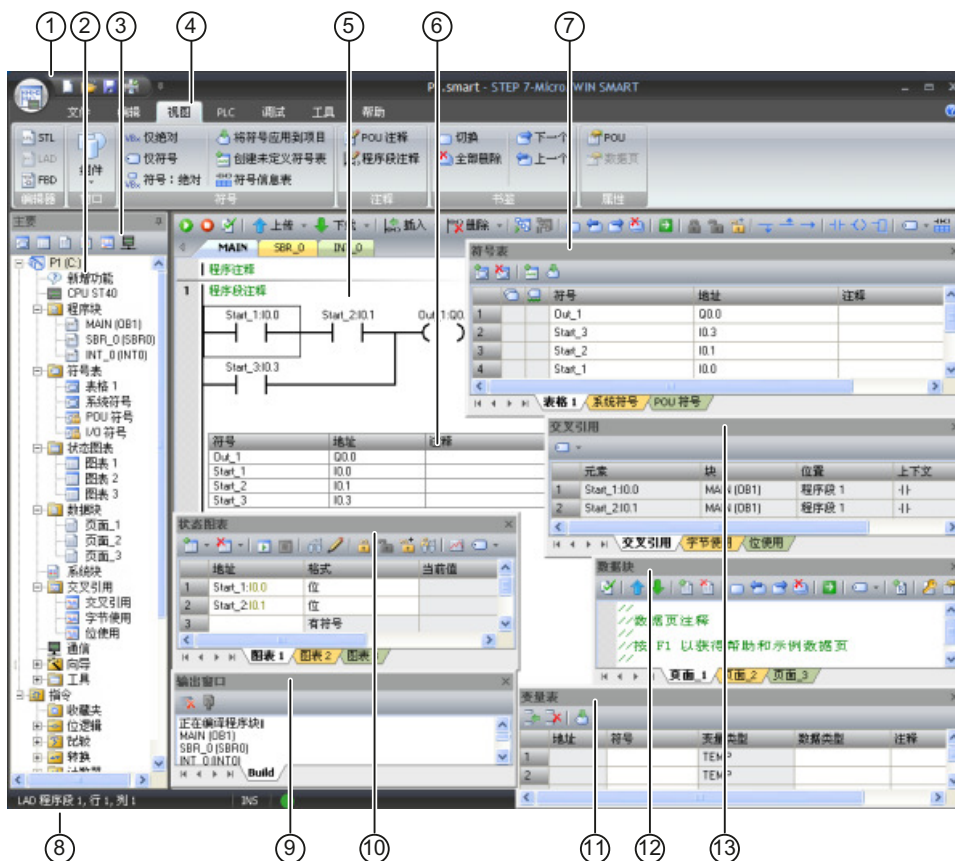 1 2 3 4 5 6 7
STEP 7-Micro/WIN SMART
视图 PLC 调试 工具 帮助
STL 仅绝对 将符号应用到项目 POU 注释 切换 下一个 POU
LAD 组件 仅符号 创建未定义符号表 程序段注释 全部删除 上一个 数据页
FBD 符号：绝对 符号信息表
编辑器 窗口 符号 注释 书签 属性
主要
上传 插入 删除
MAIN SBR_0
程序注释
1 程序段注释
Start_1:I0.0 Start_2:I0.1
Start_3:I0.3
符号 地址 注释
Out_1 Q0.0
Start_1 I0.0
Start_2 I0.1
Start_3 I0.3
P1 (C:)
新增功能
CPU ST40
程序块
MAIN (OB1)
SBR_0 (SBR0)
INT_0 (INT0)
符号表
表格 1
系统符号
POU 符号
I/O 符号
状态图表
图表 1
图表 2
图表 3
数据块
页面_1
页面_2
页面_3
系统块
交叉引用
交叉引用
字节使用
位使用
通信
向导
工具
指令
收藏夹
位逻辑
转换
符号表
符号 地址 注释
1 Out_1 Q0.0
2 Start_3 I0.3
3 Start_2 I0.1
4 Start_1 I0.0
表格 1 系统符号 POU 符号
交叉引用
元素 块 位置 上下文
1 Start_1:I0.0 MAIN (OB1) 程序段 1
2 Start_2:I0.1 MAIN (OB1) 程序段 1
交叉引用 字节使用 位使用
状态图表
地址 格式 当前值
1 Start_1:I0.0 位
2 Start_2:I0.1 位
3 有符号
图表 1 图表 2
数据块
//
//数据页注释
//
//按 F1 以获得帮助和示例数据页
//
页面_1 页面_2 页面_3
输出窗口
正在编译程序块
MAIN (OB1)
SBR_0 (SBR0)
INT_0 (INT0)
Build
变量表
地址 符号 变量类型 数据类型 注释
1 TEMP
2 TEMP
LAD 程序段 1, 行 1, 列 1 INS
8 9 10 11 12 13